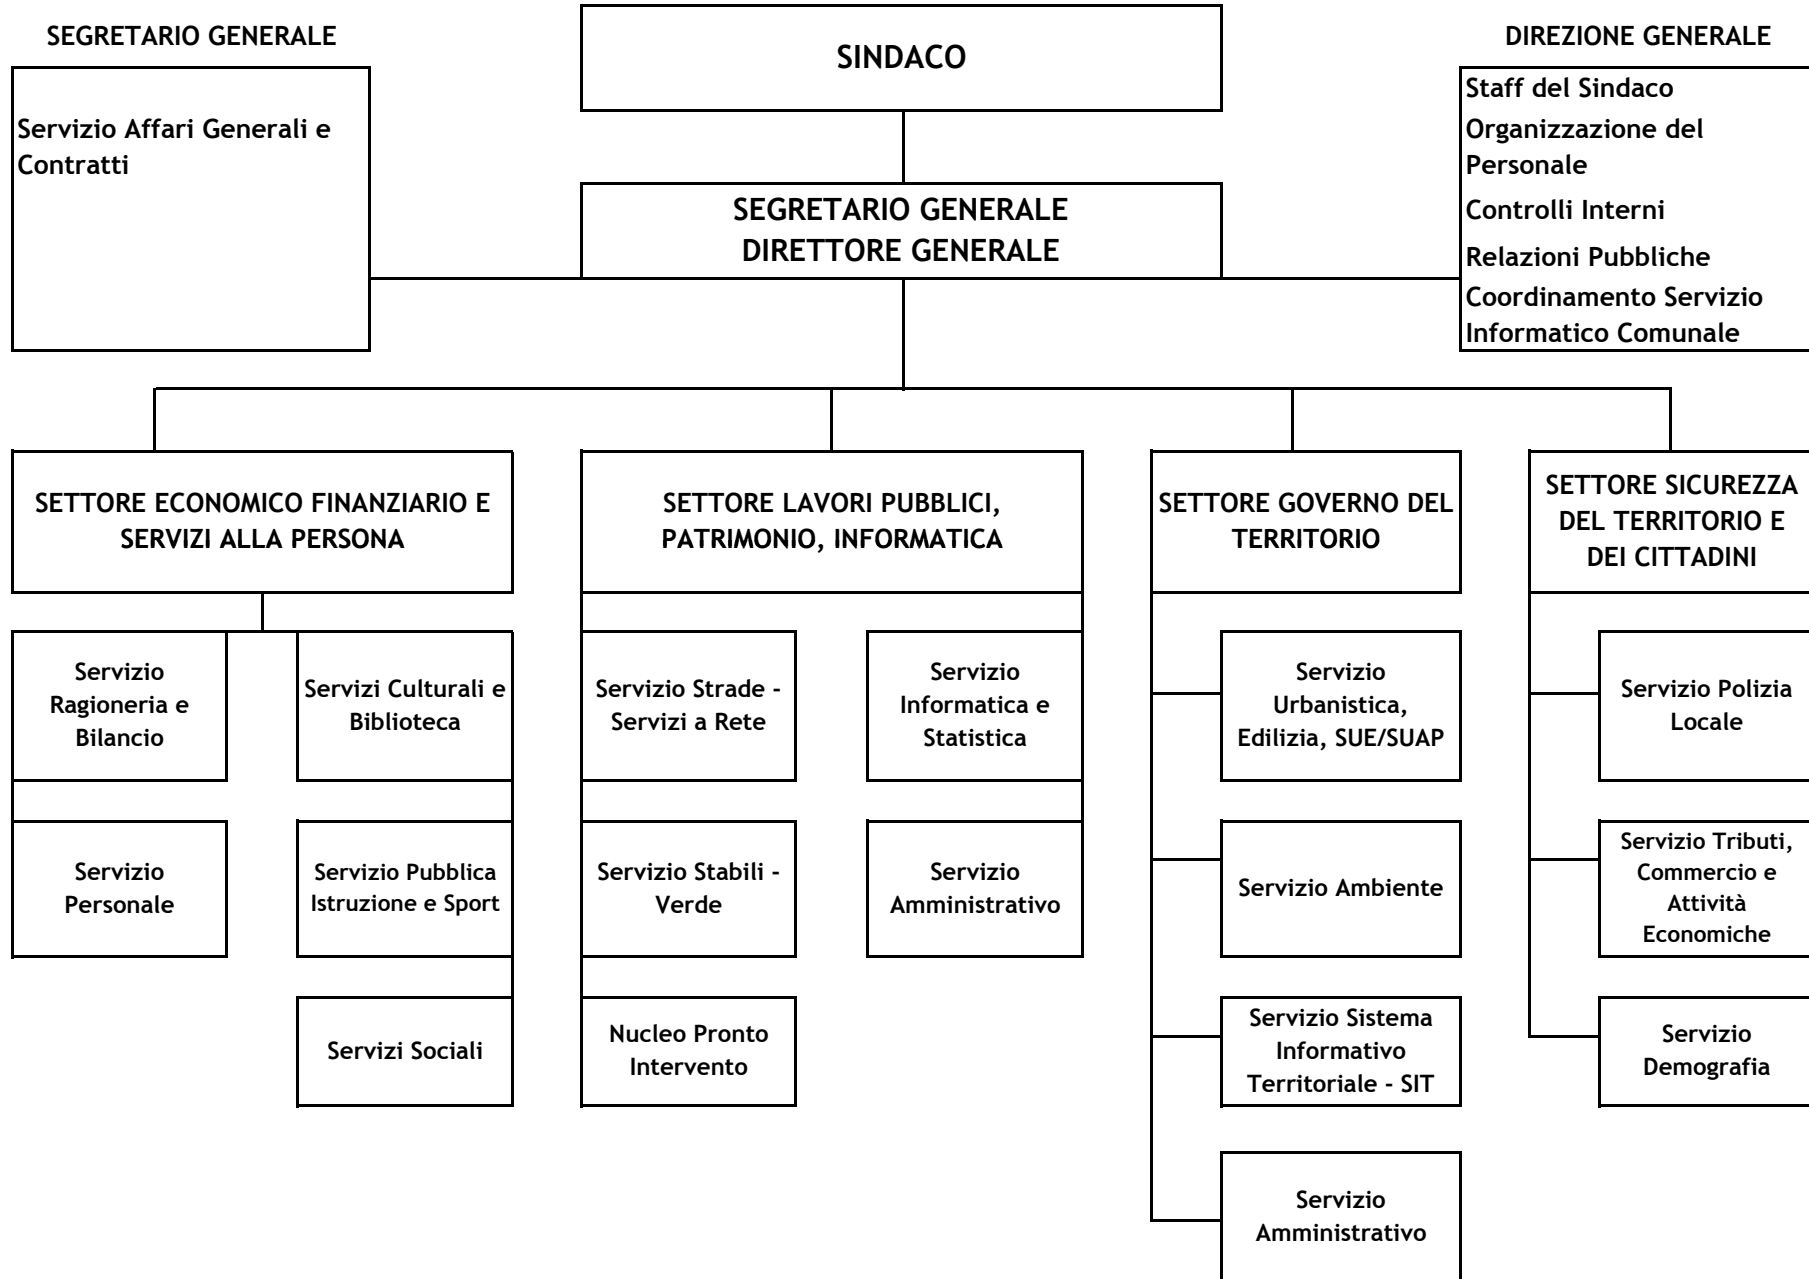 SEGRETARIO GENERALE
Servizio Affari Generali e
Contratti
SINDACO
SEGRETARIO GENERALE
DIRETTORE GENERALE
DIREZIONE GENERALE
Staff del Sindaco
Organizzazione del
Personale
Controlli Interni
Relazioni Pubbliche
Coordinamento Servizio
Informatico Comunale
SETTORE ECONOMICO FINANZIARIO E
SERVIZI ALLA PERSONA
Servizio
Ragioneria e
Bilancio
Servizi Culturali e
Biblioteca
Servizio
Personale
Servizio Pubblica
Istruzione e Sport
Servizi Sociali
SETTORE LAVORI PUBBLICI,
PATRIMONIO, INFORMATICA
Servizio Strade -
Servizi a Rete
Servizio
Informatica e
Statistica
Servizio Stabili -
Verde
Servizio
Amministrativo
Nucleo Pronto
Intervento
SETTORE GOVERNO DEL
TERRITORIO
Servizio
Urbanistica,
Edilizia, SUE/SUAP
Servizio Ambiente
Servizio Sistema
Informativo
Territoriale - SIT
Servizio
Amministrativo
SETTORE SICUREZZA
DEL TERRITORIO E
DEI CITTADINI
Servizio Polizia
Locale
Servizio Tributi,
Commercio e
Attività
Economiche
Servizio
Demografia